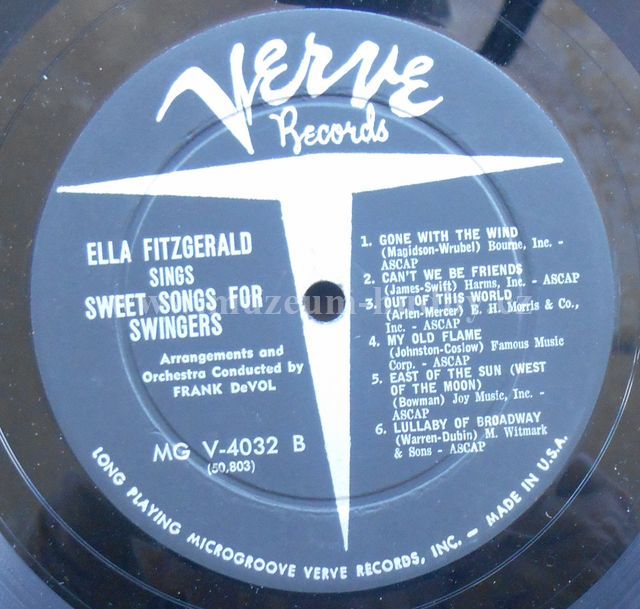 Verve
Records
ELLA FITZGERALD
SINGS
SWEET SONGS FOR
SWINGERS
Arrangements and
Orchestra Conducted by
FRANK DeVOL
MG V-4032 B
(50,803)
1. GONE WITH THE WIND
(Magidson-Wrubel) Bourne, Inc. -
ASCAP
2. CAN'T WE BE FRIENDS
(James-Swift) Harms, Inc. - ASCAP
3. OUT OF THIS WORLD
(Arlen-Mercer) E. H. Morris & Co.,
Inc. - ASCAP
4. MY OLD FLAME
(Johnston-Coslow) Famous Music
Corp. - ASCAP
5. EAST OF THE SUN (WEST
OF THE MOON)
(Bowman) Joy Music, Inc. -
ASCAP
6. LULLABY OF BROADWAY
(Warren-Dubin) M. Witmark
& Sons - ASCAP
LONG PLAYING MICROGROOVE VERVE RECORDS, INC. - MADE IN U.S.A.